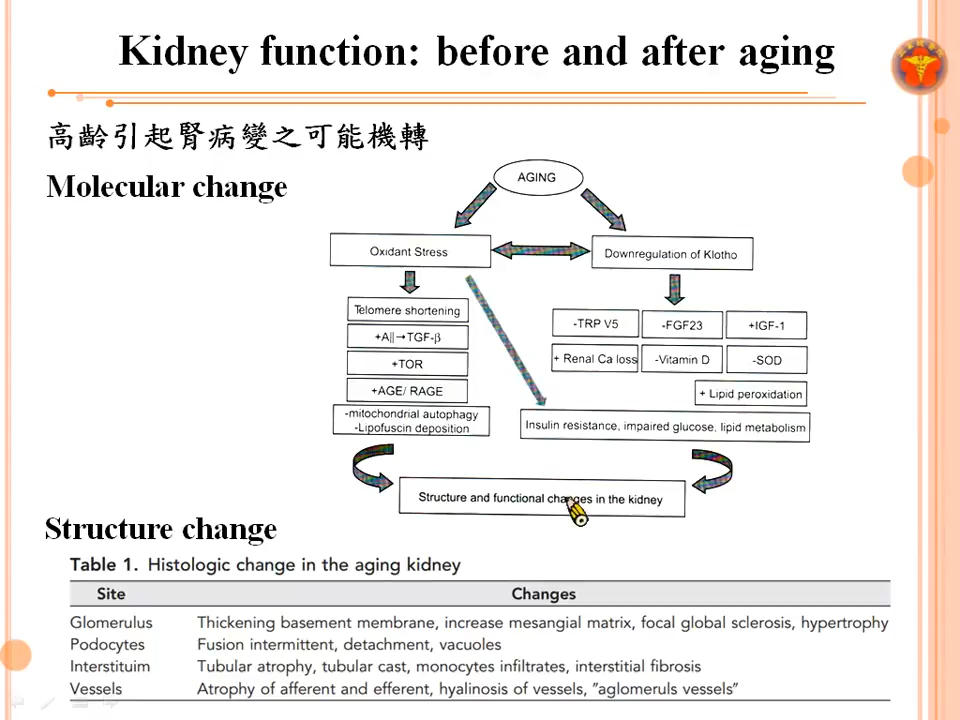 Kidney function: before and after aging
高齡引起腎病變之可能機轉
Molecular change
AGING
Oxidant Stress
Downregulation of Klotho
Telomere shortening
+A||→TGF-β
+TOR
+AGE/ RAGE
-mitochondrial autophagy
-Lipofuscin deposition
-TRP V5
-FGF23
+IGF-1
+ Renal Ca loss
-Vitamin D
-SOD
+ Lipid peroxidation
Insulin resistance, impaired glucose, lipid metabolism
Structure and functional changes in the kidney
Structure change
Table 1. Histologic change in the aging kidney
Site Changes
Glomerulus Thickening basement membrane, increase mesangial matrix, focal global sclerosis, hypertrophy
Podocytes Fusion intermittent, detachment, vacuoles
Interstituim Tubular atrophy, tubular cast, monocytes infiltrates, interstitial fibrosis
Vessels Atrophy of afferent and efferent, hyalinosis of vessels, "aglomeruls vessels"